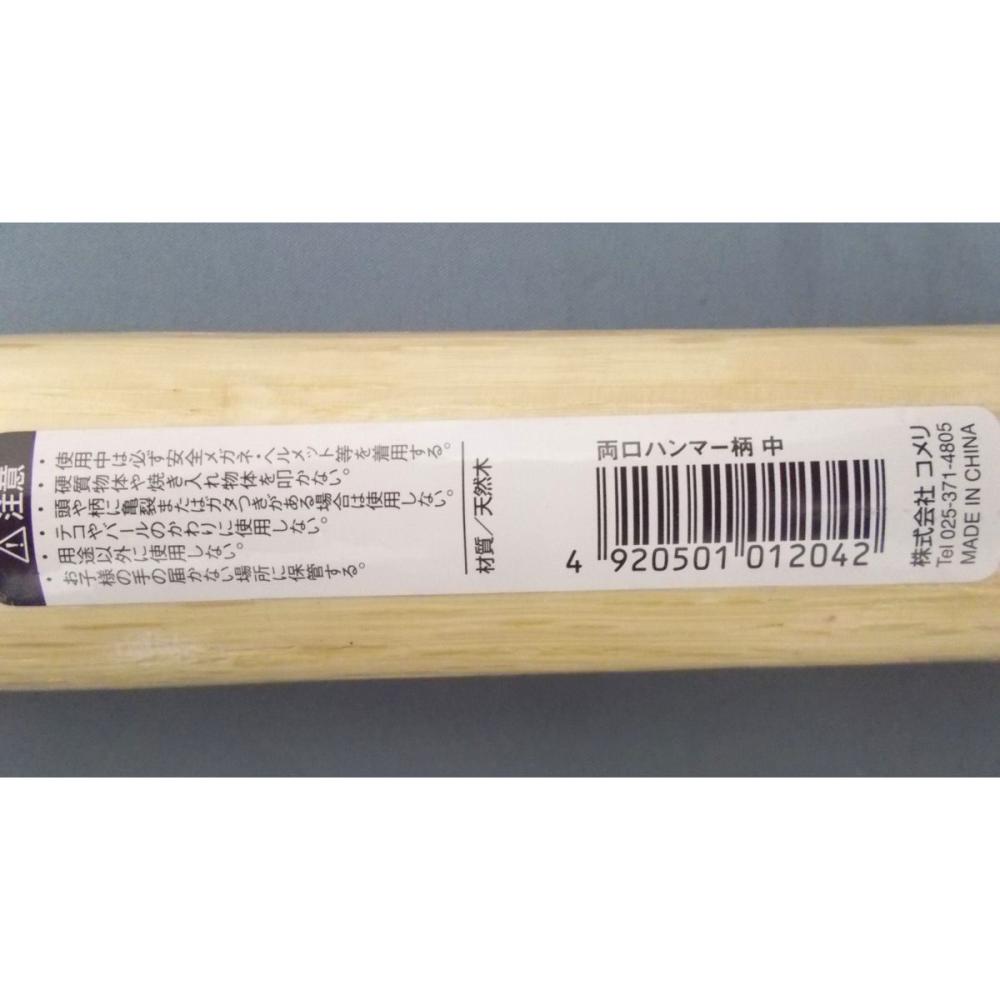 注意
・使用中は必ず安全メガネ・ヘルメット等を着用する。
・硬質物体や焼き入れ物体を叩かない。
・頭や柄に亀裂またはガタつきがある場合は使用しない。
・テコやバールのかわりに使用しない。
・用途以外に使用しない。
・お子様の手の届かない場所に保管する。
材質／天然木
両口ハンマー柄 中
4 920501 012042
株式会社 コメリ
Tel 025-371-4805
MADE IN CHINA